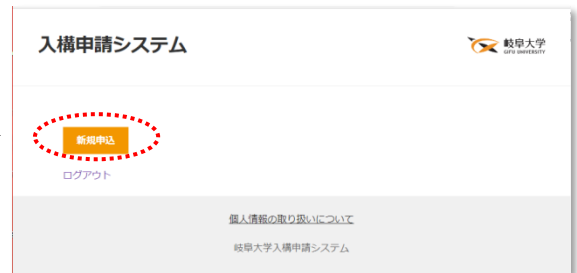 入構申請システム
岐阜大学
GIFU UNIVERSITY
新規申込
ログアウト
個人情報の取り扱いについて
岐阜大学入構申請システム